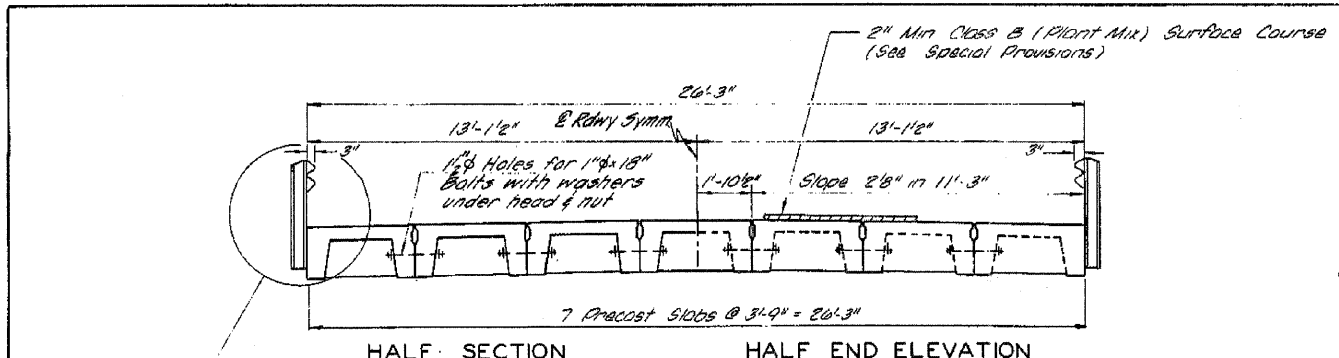 2" Min Class B (Plant Mix) Surface Course
(See Special Provisions)
26'-3"
13'-1½"
℄ Rdwy Symm
13'-1½"
3"
3"
1½"ϕ Holes for 1"ϕ x 18"
Bolts with washers
under head & nut
1'-10½"
Slope 2⅝" in 11'-3"
7 Precast Slabs @ 3'-9" = 26'-3"
HALF SECTION
HALF END ELEVATION